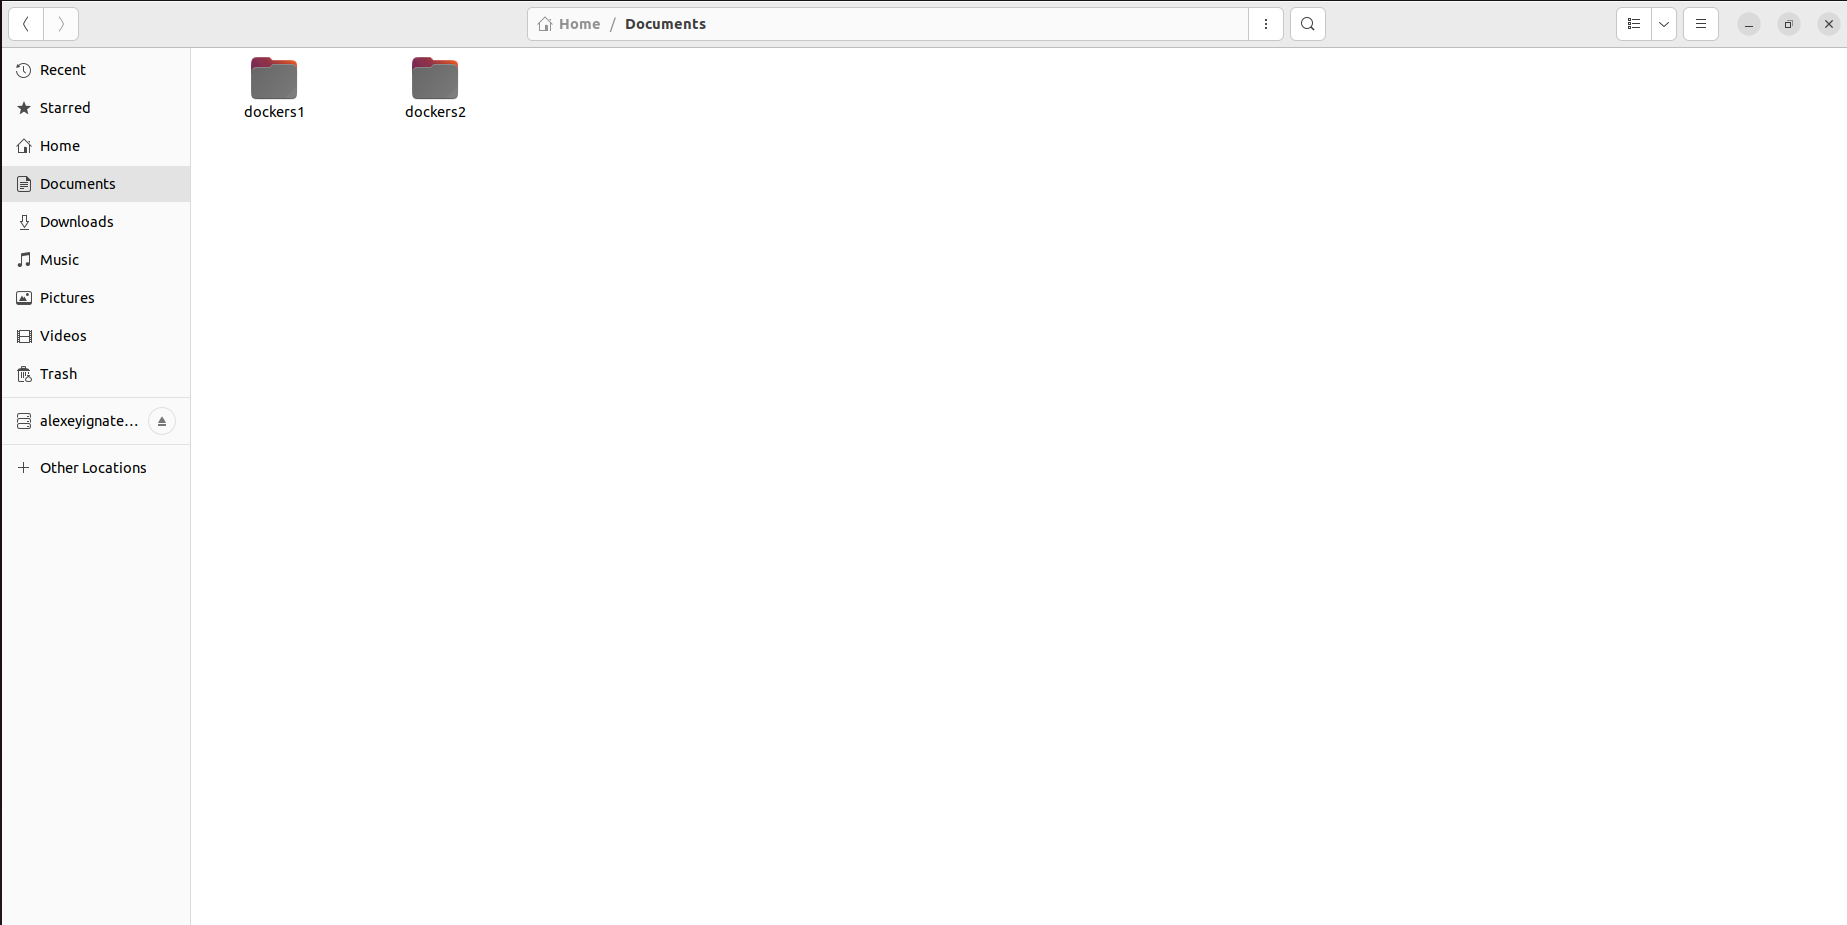 Home / Documents
Recent
Starred
Home
Documents
Downloads
Music
Pictures
Videos
Trash
alexeyignate...
Other Locations
dockers1
dockers2